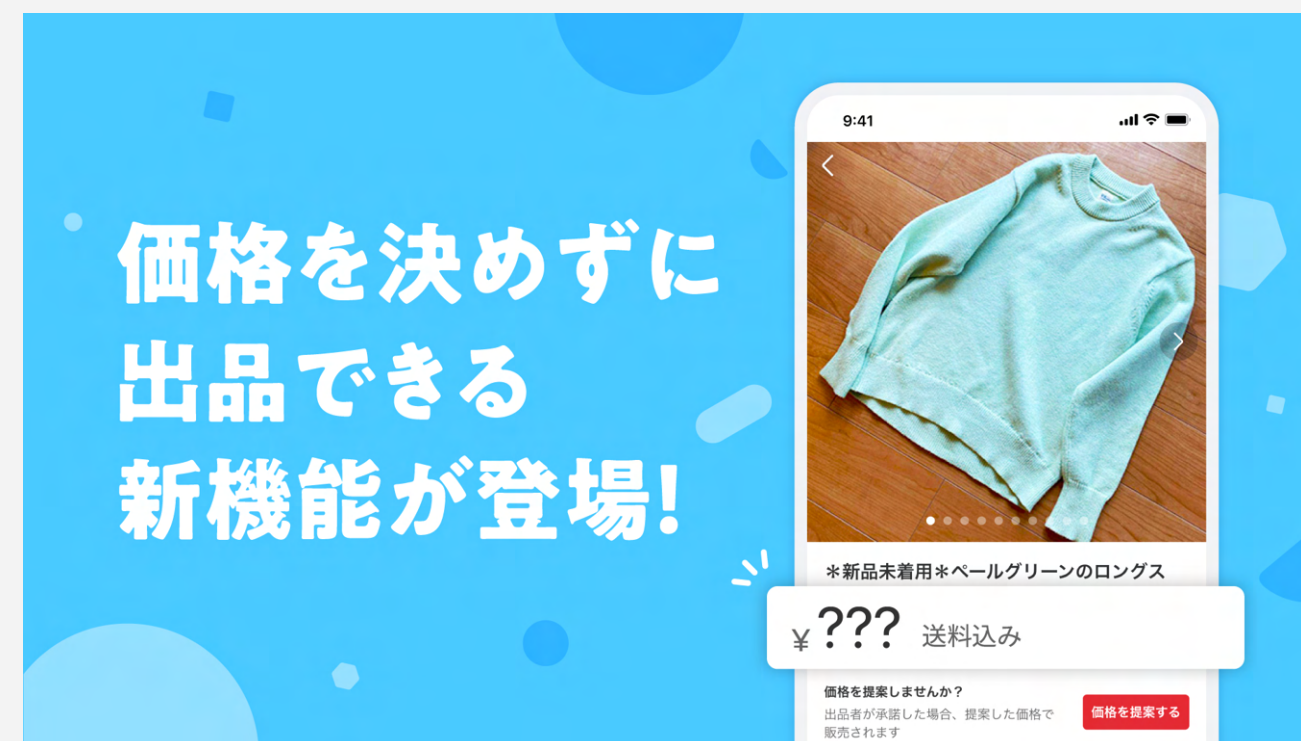 価格を決めずに
出品できる
新機能が登場!
9:41
＊新品未着用＊ペールグリーンのロングス
¥??? 送料込み
価格を提案しませんか？
出品者が承諾した場合、提案した価格で
販売されます
価格を提案する